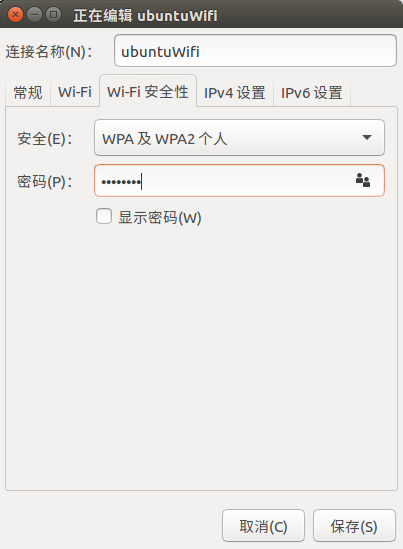 正在编辑 ubuntuWifi
连接名称(N)： ubuntuWifi
常规 Wi-Fi Wi-Fi 安全性 IPv4 设置 IPv6 设置
安全(E)： WPA 及 WPA2 个人
密码(P)： ••••••••
显示密码(W)
取消(C) 保存(S)